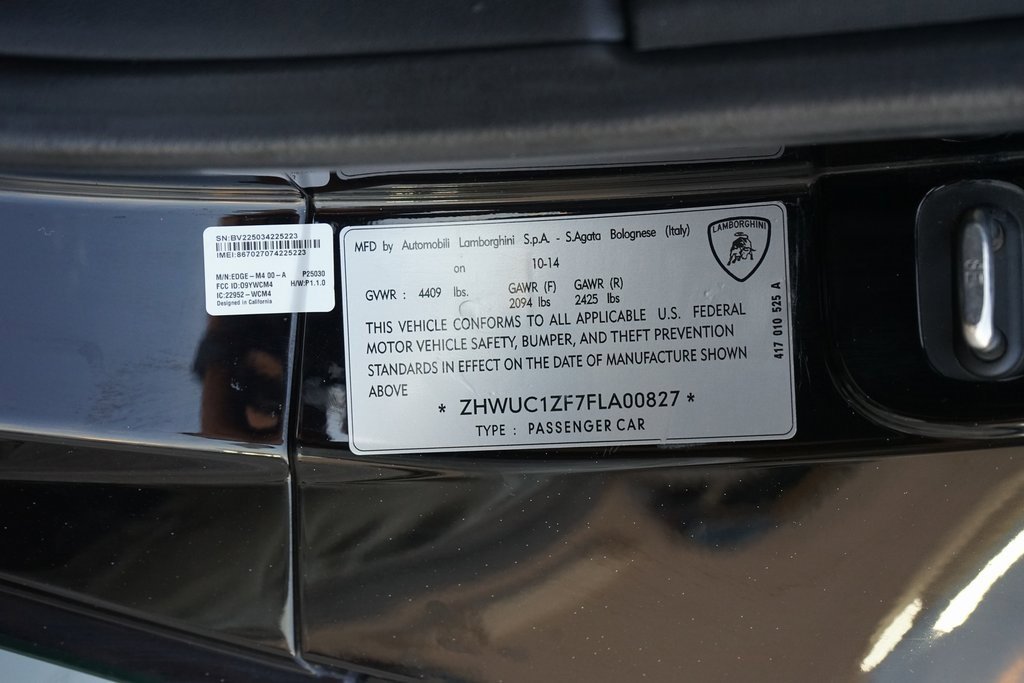 SN:BV225034225223
IMEI:867027074225223
M/N:EDGE-M4 00-A P25030
FCC ID:O9YWCM4 H/W:P1.1.0
IC:22952-WCM4
Designed in California
MFD by Automobili Lamborghini S.p.A. - S.Agata Bolognese (Italy)
on 10-14
GVWR : 4409 lbs. GAWR (F) GAWR (R)
2094 lbs 2425 lbs
THIS VEHICLE CONFORMS TO ALL APPLICABLE U.S. FEDERAL
MOTOR VEHICLE SAFETY, BUMPER, AND THEFT PREVENTION
STANDARDS IN EFFECT ON THE DATE OF MANUFACTURE SHOWN
ABOVE
* ZHWUC1ZF7FLA00827 *
TYPE : PASSENGER CAR
LAMBORGHINI
417 010 525 A